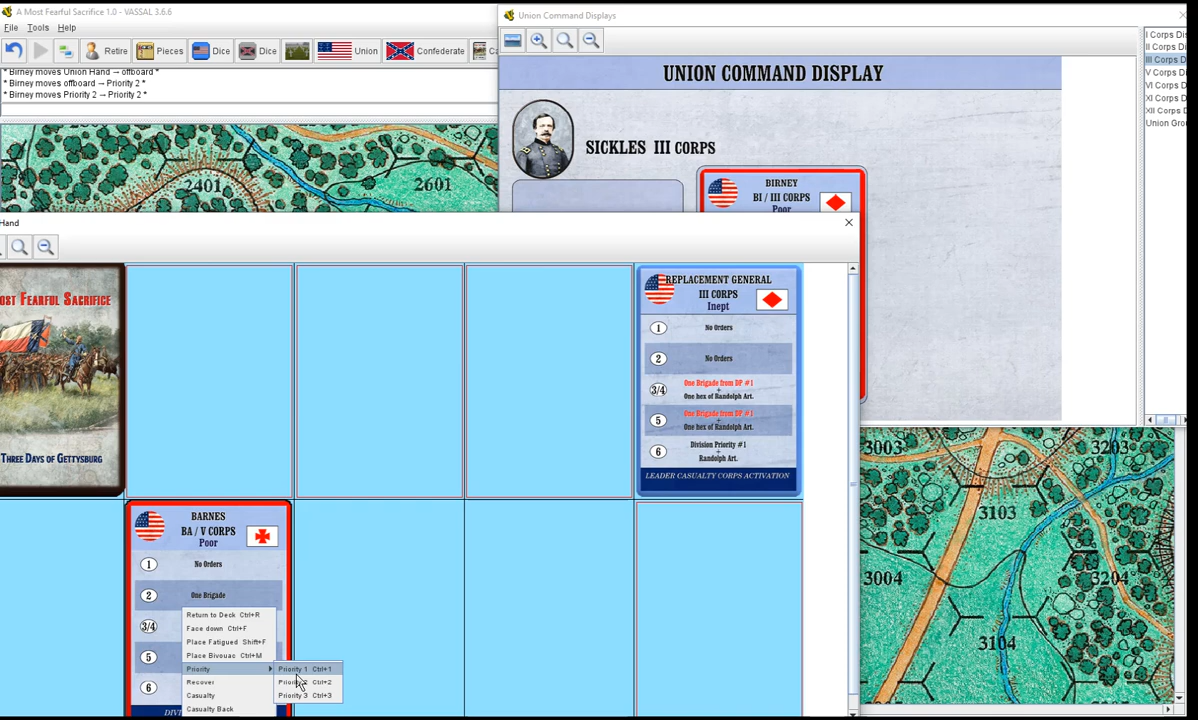 A Most Fearful Sacrifice 1.0 - VASSAL 3.6.6
File Tools Help
Retire Pieces Dice Dice Union Confederate
* Birney moves Union Hand → offboard *
* Birney moves offboard → Priority 2 *
* Birney moves Priority 2 → Priority 2 *
2401
2601
Union Command Displays
UNION COMMAND DISPLAY
SICKLES III CORPS
BIRNEY
BI / III CORPS
Poor
I Corps Di
II Corps D
III Corps D
V Corps D
VI Corps D
XI Corps D
XII Corps D
Union Gro
Hand
OST FEARFUL SACRIFICE
THREE DAYS OF GETTYSBURG
REPLACEMENT GENERAL
III CORPS
Inept
1 No Orders
2 No Orders
3/4 One Brigade from DP #1
+
One hex of Randolph Art.
5 One Brigade from DP #1
+
One hex of Randolph Art.
6 Division Priority #1
+
Randolph Art.
LEADER CASUALTY CORPS ACTIVATION
BARNES
BA / V CORPS
Poor
1 No Orders
2 One Brigade
3/4
5
6
DIVI
Return to Deck Ctrl+R
Face down Ctrl+F
Place Fatigued Shift+F
Place Bivouac Ctrl+M
Priority
Recover
Casualty
Casualty Back
Priority 1 Ctrl+1
Ctrl+2
Priority 3 Ctrl+3
3003
3203
3103
3004
3204
3104